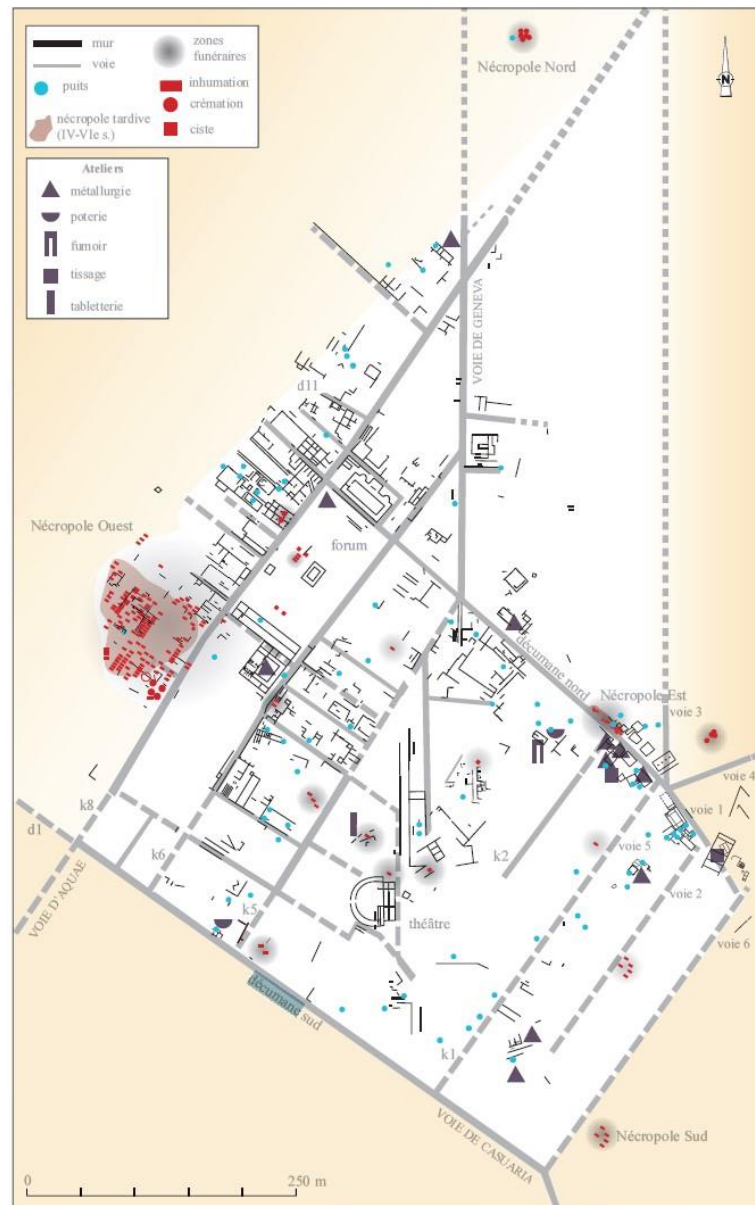 mur
voie
puits
nécropole tardive
(IV-VIe s.)
zones
funéraires
inhumation
crémation
ciste
Ateliers
métallurgie
poterie
fumoir
tissage
tabletterie
Nécropole Nord
N
VOIE DE GENEVA
d11
Nécropole Ouest
forum
décumane nord
Nécropole Est
voie 3
voie 4
voie 1
k8
d1
k6
k2
voie 5
voie 2
VOIE D'AQUAE
k5
théâtre
voie 6
décumane sud
k1
VOIE DE CASUARIA
Nécropole Sud
0
250 m